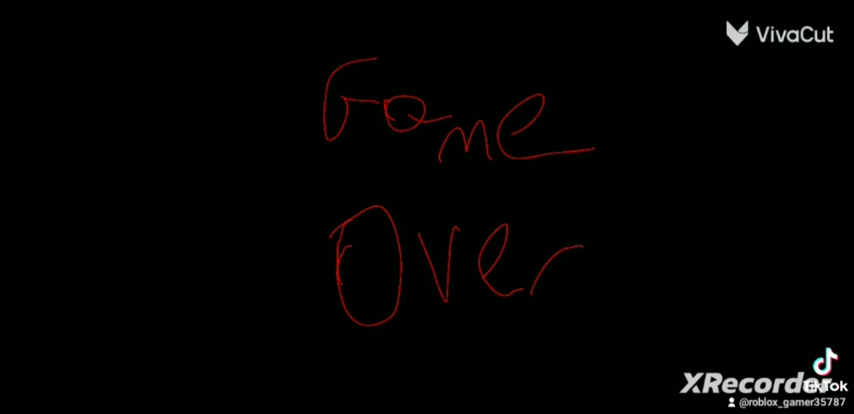 VivaCut
Game
Over
XRecorder
TikTok
@roblox_gamer35787